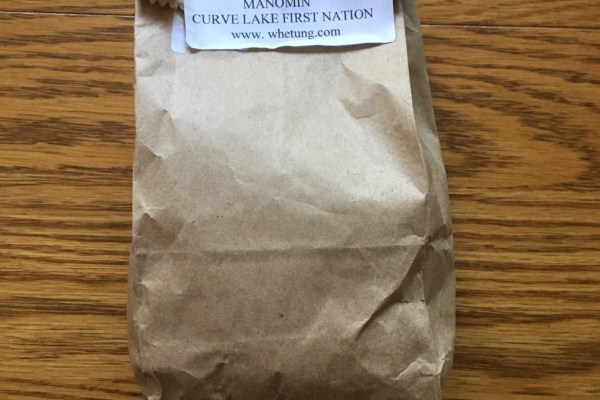 MANOMIN
CURVE LAKE FIRST NATION
www. whetung.com